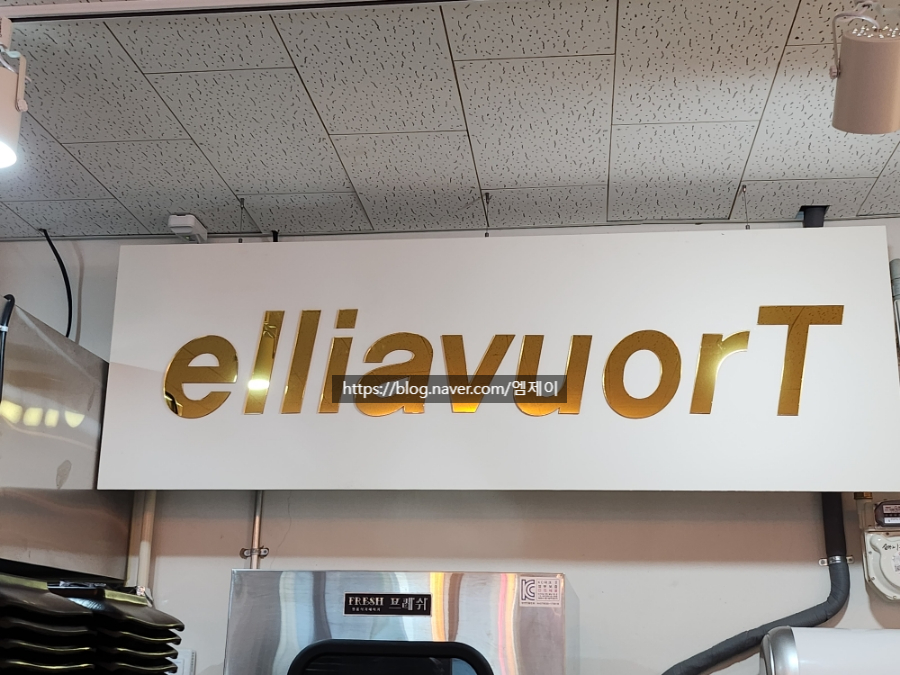 elliavuorT
https://blog.naver.com/엠제이
FRESH 프레쉬